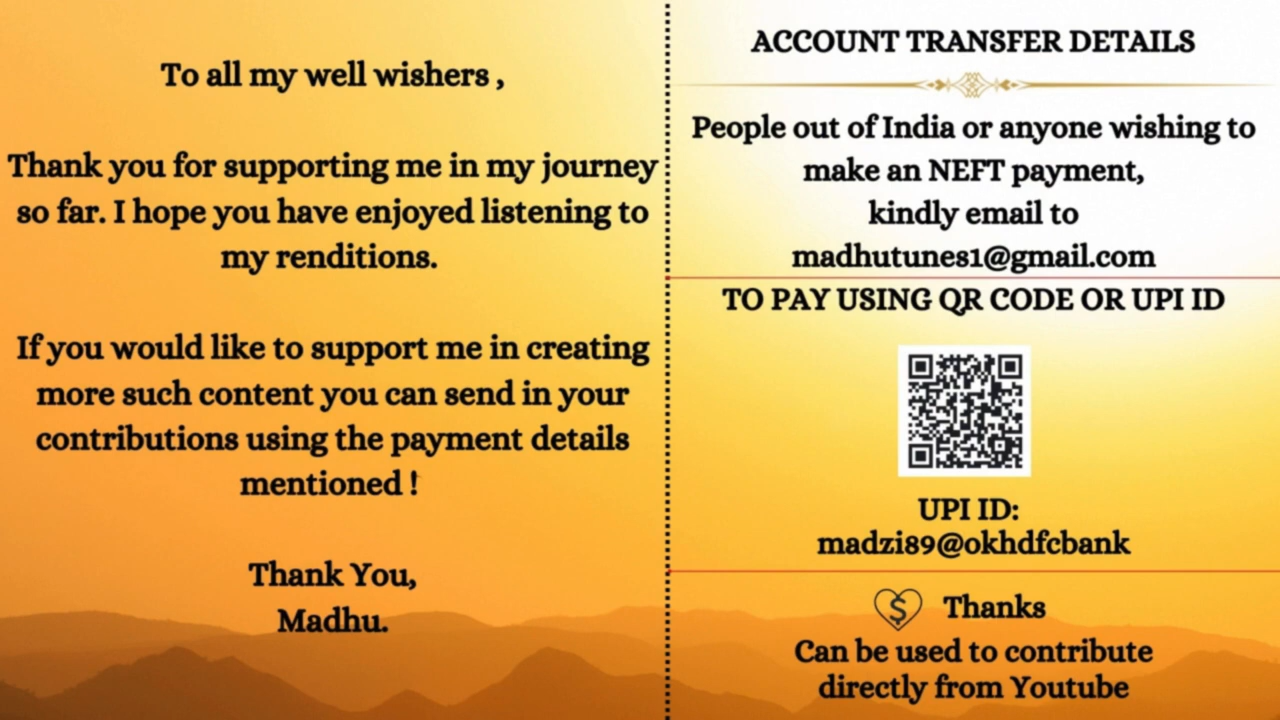 To all my well wishers ,
Thank you for supporting me in my journey
so far. I hope you have enjoyed listening to
my renditions.
If you would like to support me in creating
more such content you can send in your
contributions using the payment details
mentioned !
Thank You,
Madhu.
ACCOUNT TRANSFER DETAILS
People out of India or anyone wishing to
make an NEFT payment,
kindly email to
madhutunes1@gmail.com
TO PAY USING QR CODE OR UPI ID
UPI ID:
madzi89@okhdfcbank
$ Thanks
Can be used to contribute
directly from Youtube